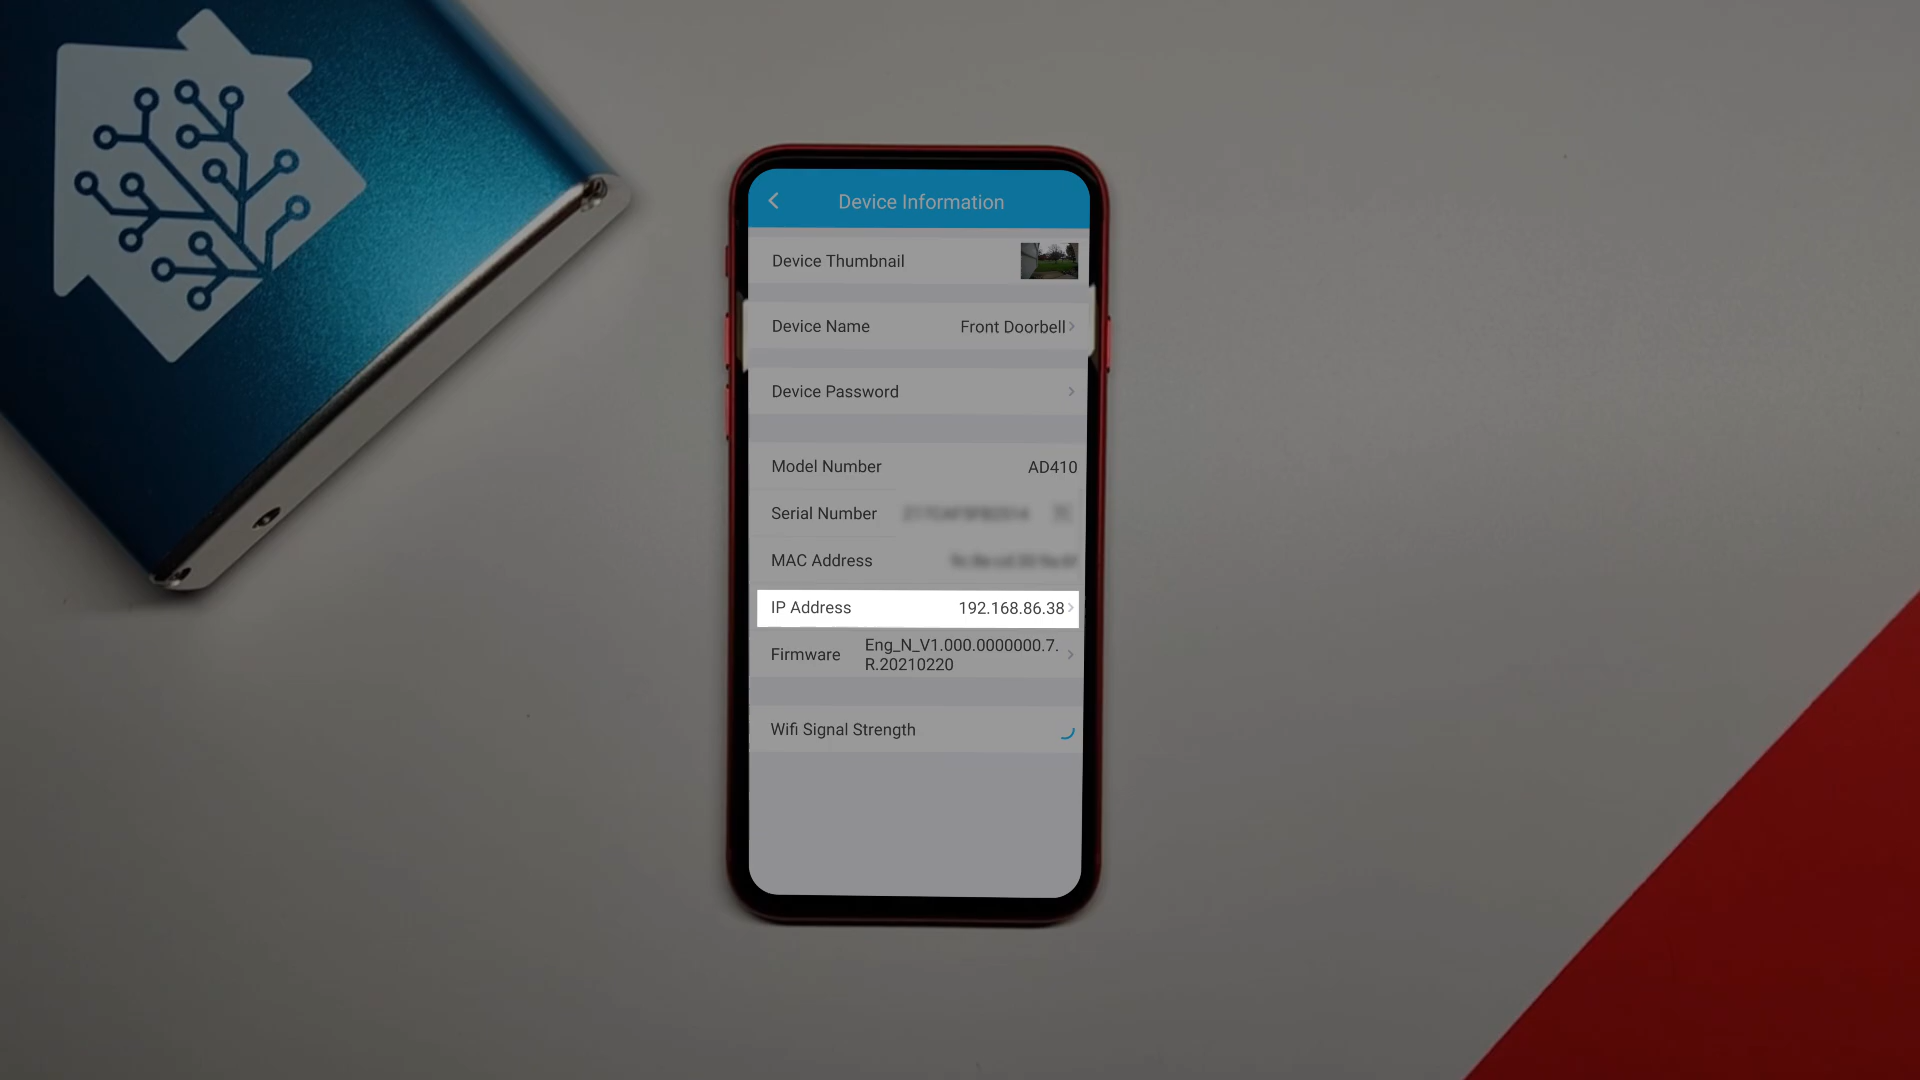 Device Information
Device Thumbnail
Device Name Front Doorbell
Device Password
Model Number AD410
Serial Number
MAC Address
IP Address 192.168.86.38
Firmware Eng_N_V1.000.0000000.7.
R.20210220
Wifi Signal Strength